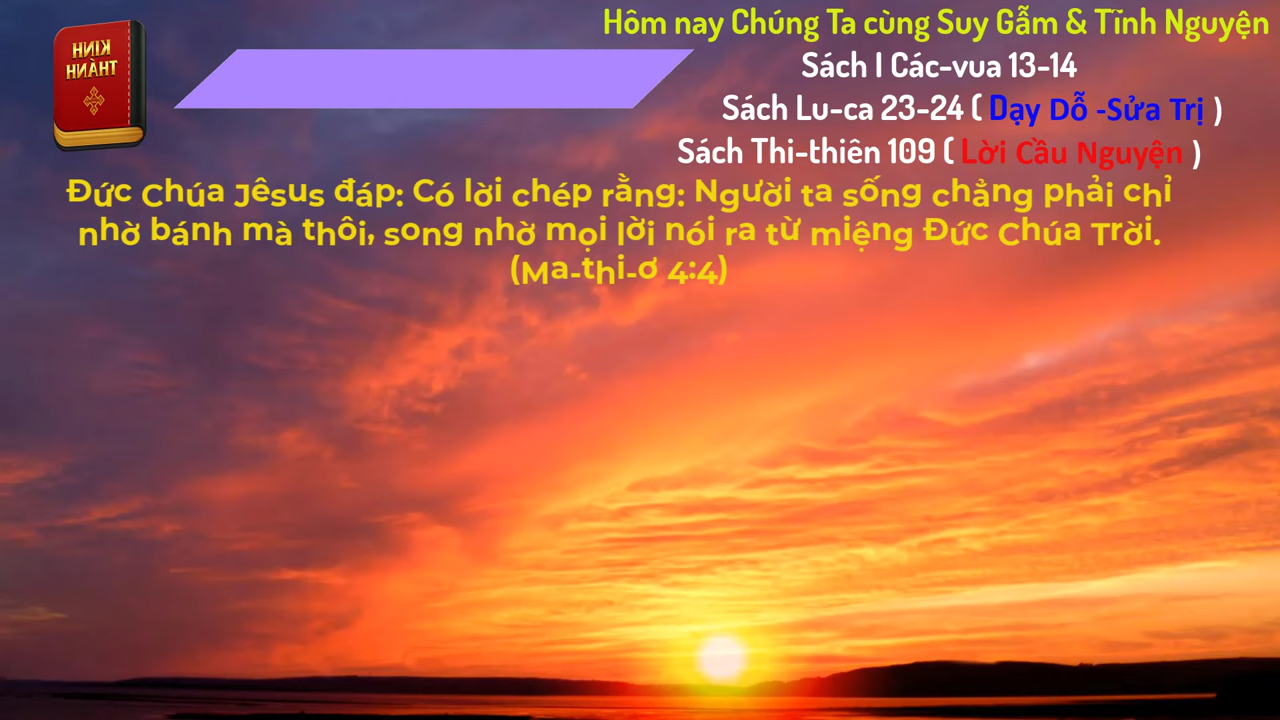 KINH
THÀNH
Hôm nay Chúng Ta cùng Suy Gẫm & Tĩnh Nguyện
Sách I Các-vua 13-14
Sách Lu-ca 23-24 ( Dạy Dỗ -Sửa Trị )
Sách Thi-thiên 109 ( Lời Cầu Nguyện )
Đức Chúa Jêsus đáp: Có lời chép rằng: Người ta sống chẳng phải chỉ
nhờ bánh mà thôi, song nhờ mọi lời nói ra từ miệng Đức Chúa Trời.
(Ma-thi-ơ 4:4)